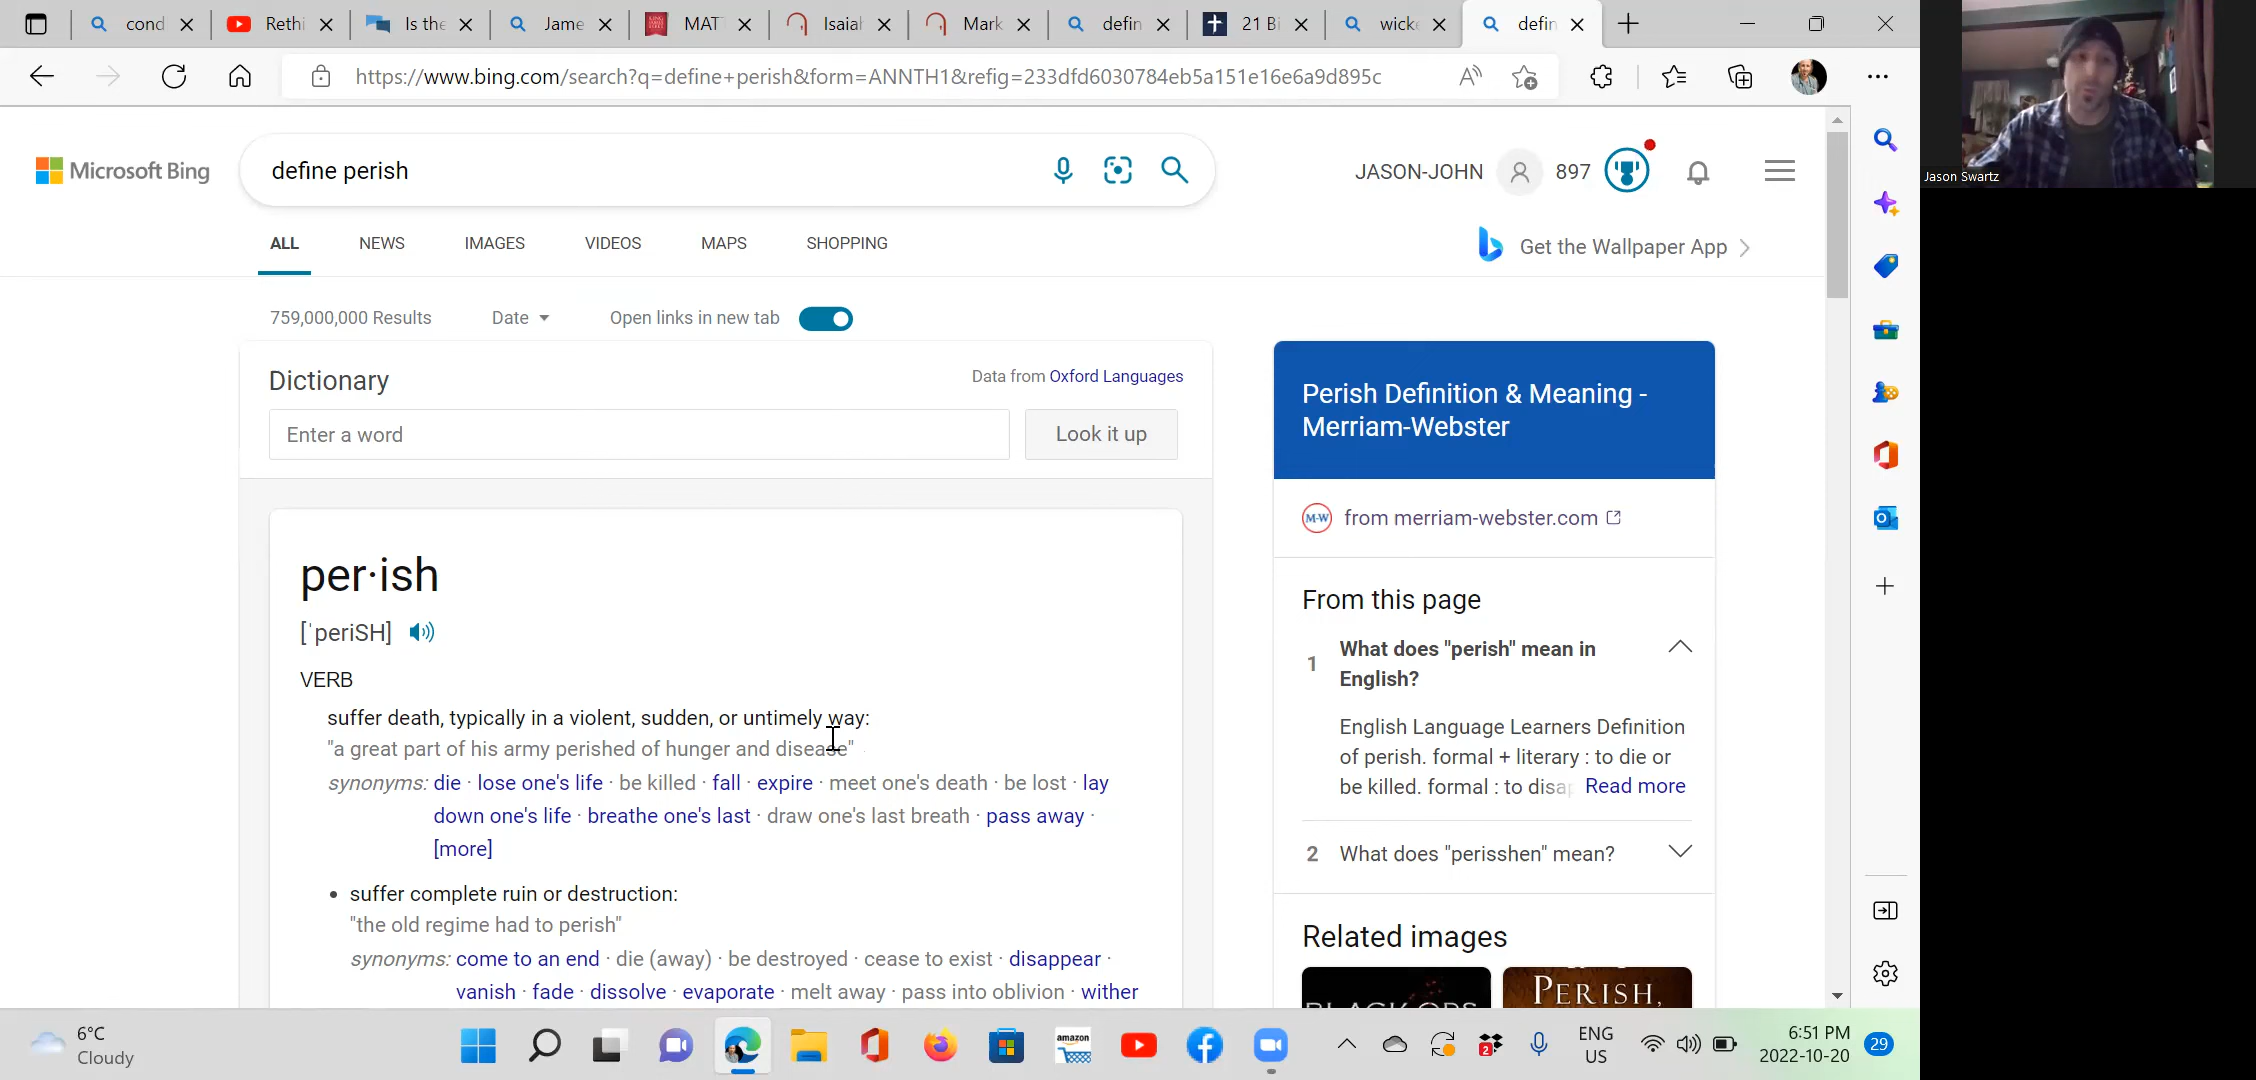 cond
Rethi
Is the
Jame
MAT
Isaiah
Mark
defin
21 Bi
wicke
defin
https://www.bing.com/search?q=define+perish&form=ANNTH1&refig=233dfd6030784eb5a151e16e6a9d895c
Jason Swartz
Microsoft Bing
define perish
JASON-JOHN
897
ALL
NEWS
IMAGES
VIDEOS
MAPS
SHOPPING
Get the Wallpaper App
759,000,000 Results
Date
Open links in new tab
Dictionary
Data from Oxford Languages
Enter a word
Look it up
per·ish
[ˈperiSH]
VERB
suffer death, typically in a violent, sudden, or untimely way:
"a great part of his army perished of hunger and disease"
synonyms: die · lose one's life · be killed · fall · expire · meet one's death · be lost · lay
down one's life · breathe one's last · draw one's last breath · pass away ·
[more]
• suffer complete ruin or destruction:
"the old regime had to perish"
synonyms: come to an end · die (away) · be destroyed · cease to exist · disappear ·
vanish · fade · dissolve · evaporate · melt away · pass into oblivion · wither
Perish Definition & Meaning -
Merriam-Webster
M-W
from merriam-webster.com
From this page
1
What does "perish" mean in
English?
English Language Learners Definition
of perish. formal + literary : to die or
be killed. formal : to disap Read more
2
What does "perisshen" mean?
Related images
BLACK OPS
PERISH,
6°C
Cloudy
amazon
2
ENG
US
6:51 PM
2022-10-20
29